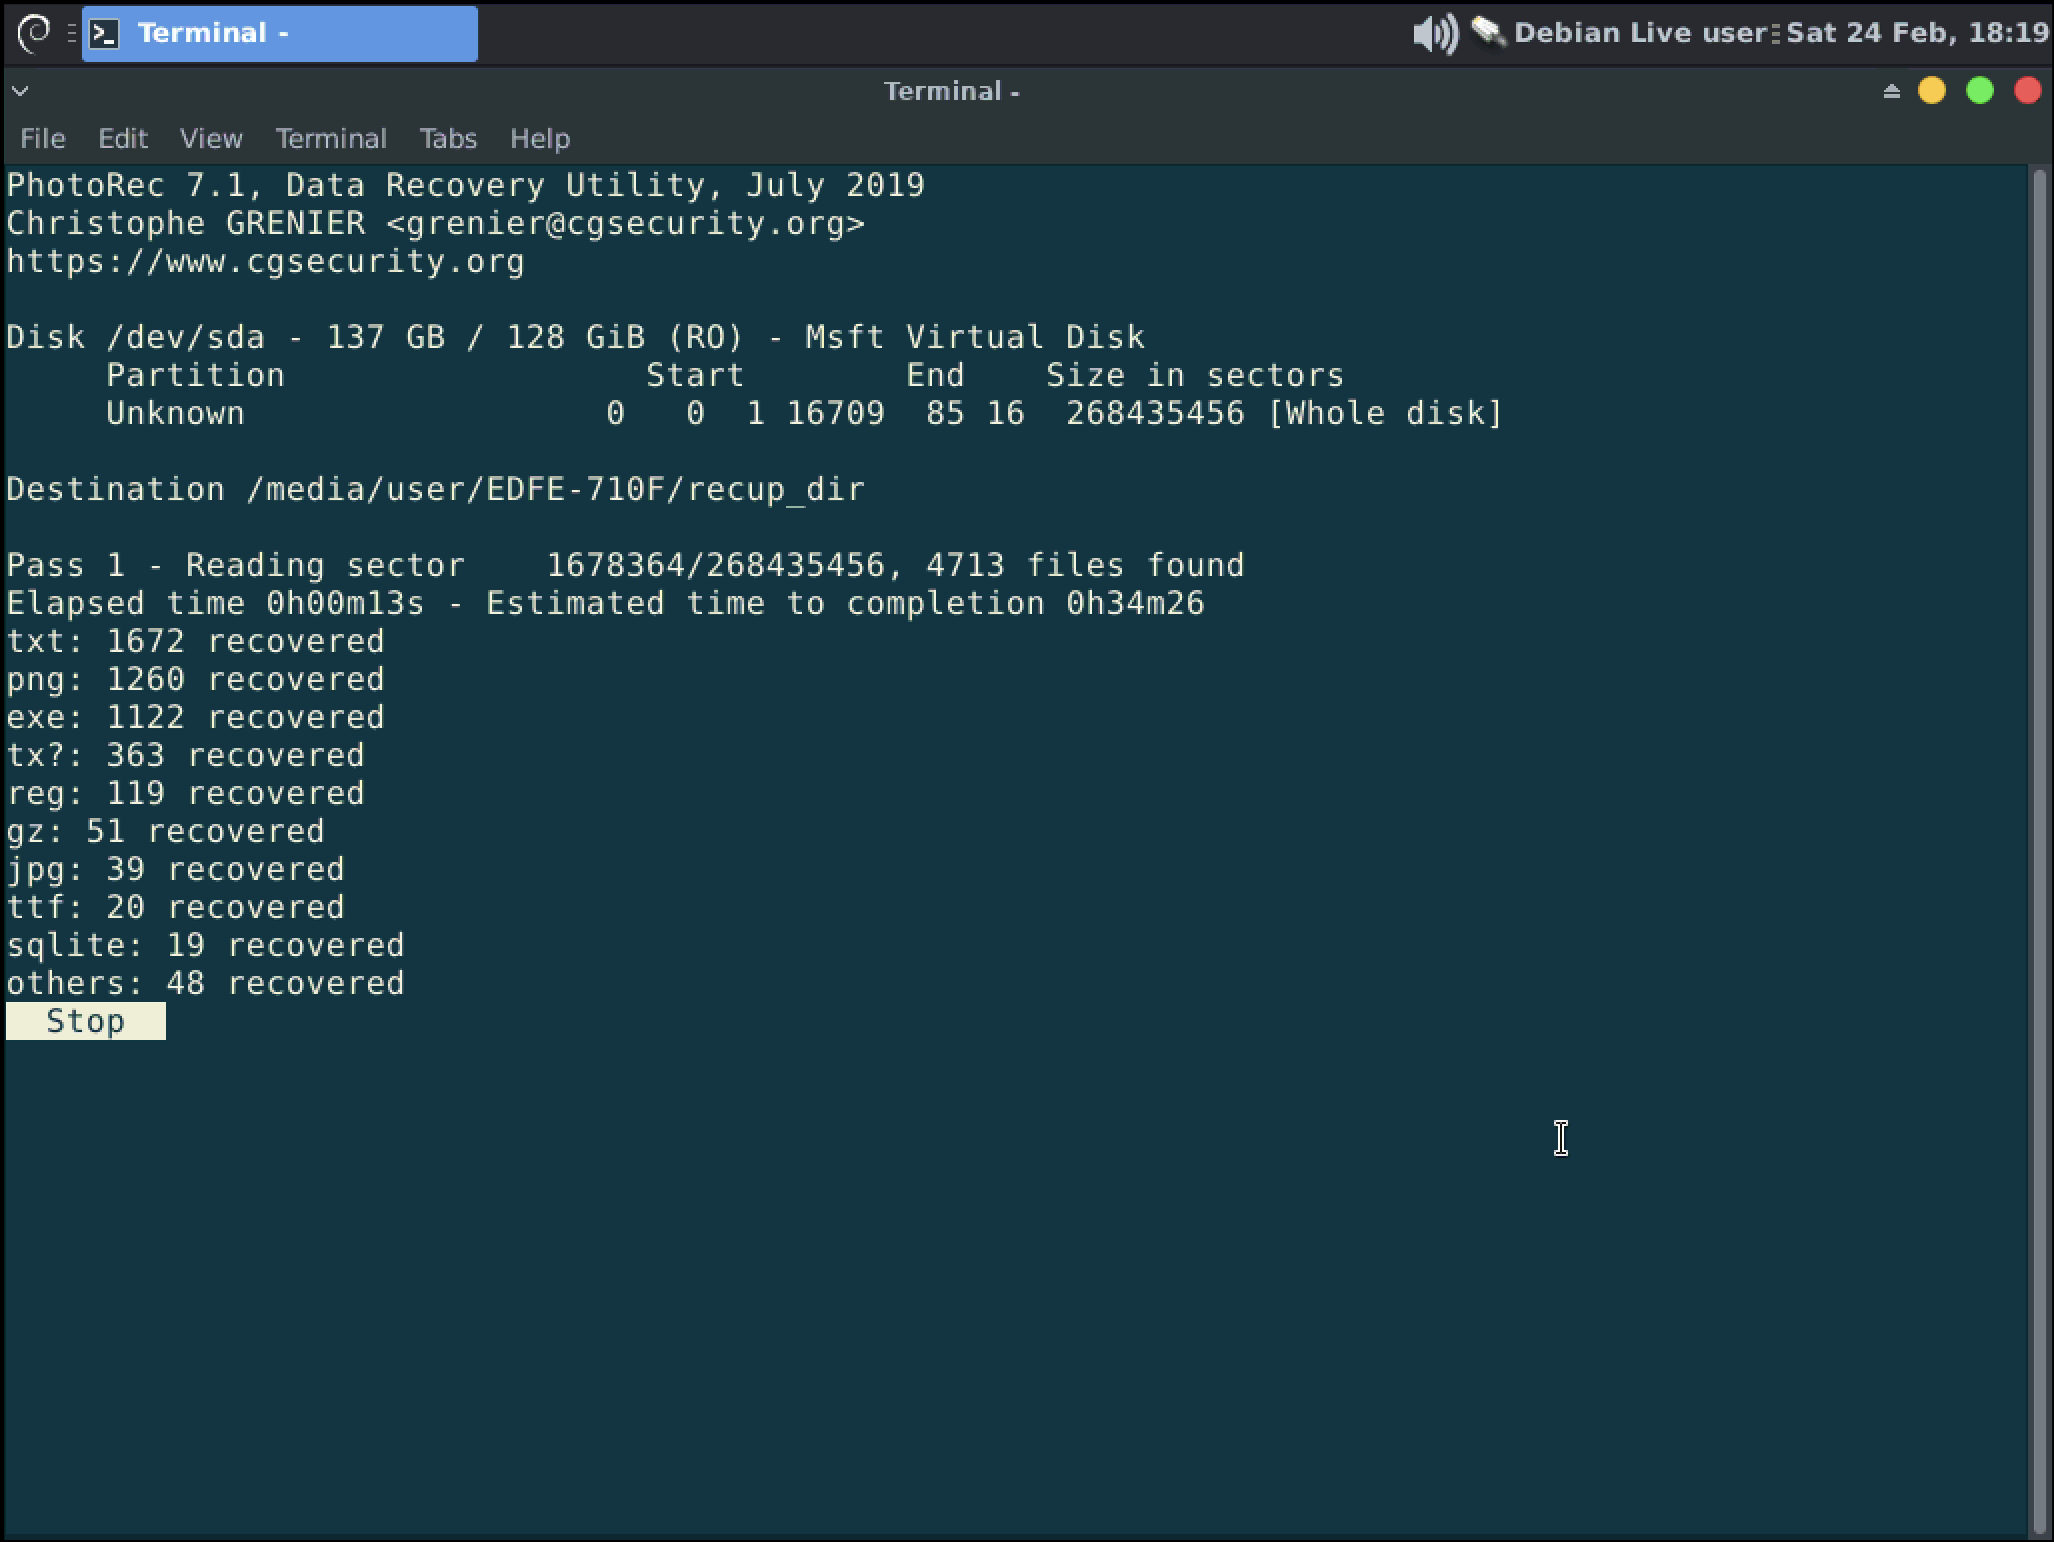 Terminal -
Debian Live user Sat 24 Feb, 18:19
Terminal -
File Edit View Terminal Tabs Help
PhotoRec 7.1, Data Recovery Utility, July 2019
Christophe GRENIER <grenier@cgsecurity.org>
https://www.cgsecurity.org
Disk /dev/sda - 137 GB / 128 GiB (RO) - Msft Virtual Disk
Partition Start End Size in sectors
Unknown 0 0 1 16709 85 16 268435456 [Whole disk]
Destination /media/user/EDFE-710F/recup_dir
Pass 1 - Reading sector 1678364/268435456, 4713 files found
Elapsed time 0h00m13s - Estimated time to completion 0h34m26
txt: 1672 recovered
png: 1260 recovered
exe: 1122 recovered
tx?: 363 recovered
reg: 119 recovered
gz: 51 recovered
jpg: 39 recovered
ttf: 20 recovered
sqlite: 19 recovered
others: 48 recovered
Stop